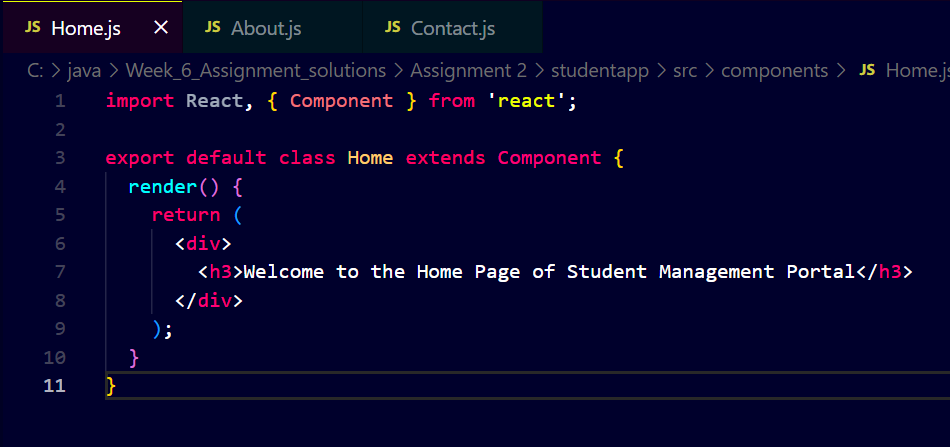 JS Home.js × JS About.js JS Contact.js
C: > java > Week_6_Assignment_solutions > Assignment 2 > studentapp > src > components > JS Home.js
1 import React, { Component } from 'react';
2
3 export default class Home extends Component {
4 render() {
5 return (
6 <div>
7 <h3>Welcome to the Home Page of Student Management Portal</h3>
8 </div>
9 );
10 }
11 }